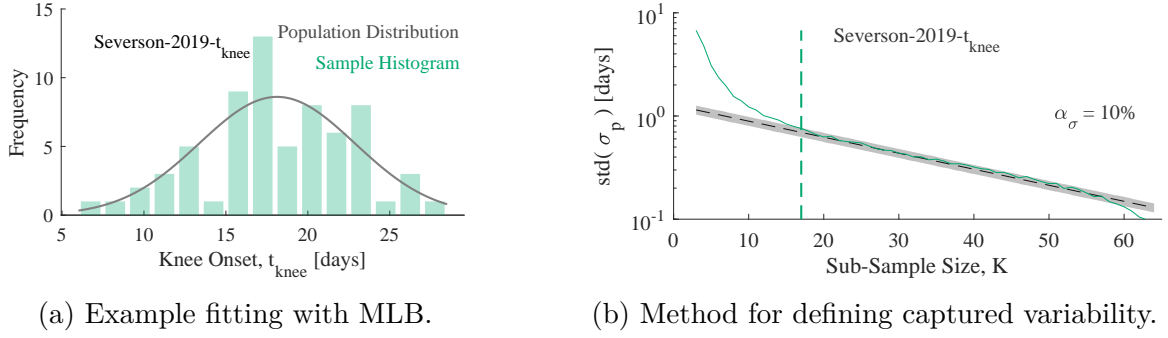 15
10
5
0
Frequency
Severson-2019-t_knee
Population Distribution
Sample Histogram
5 10 15 20 25
Knee Onset, t_knee [days]
(a) Example fitting with MLB.
10^1
10^0
10^-1
std( σ_p ) [days]
Severson-2019-t_knee
α_σ = 10%
0 10 20 30 40 50 60
Sub-Sample Size, K
(b) Method for defining captured variability.